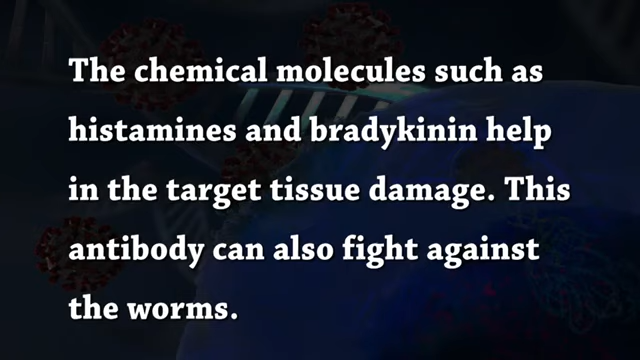 The chemical molecules such as
histamines and bradykinin help
in the target tissue damage. This
antibody can also fight against
the worms.